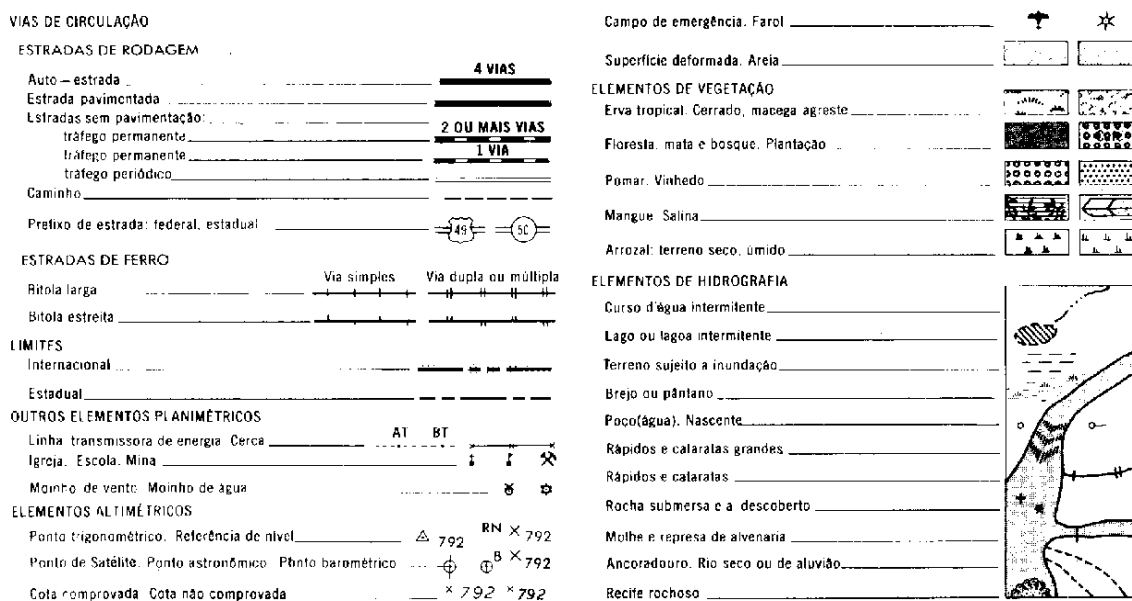 VIAS DE CIRCULAÇÃO
ESTRADAS DE RODAGEM
4 VIAS
Auto – estrada
Estrada pavimentada
Estradas sem pavimentação:
2 OU MAIS VIAS
tráfego permanente
1 VIA
tráfego permanente
tráfego periódico
Caminho
Prefixo de estrada: federal, estadual 49 50
ESTRADAS DE FERRO
Via simples Via dupla ou múltipla
Bitola larga
Bitola estreita
LIMITES
Internacional
Estadual
OUTROS ELEMENTOS PLANIMÉTRICOS
AT BT
Linha transmissora de energia Cerca
Igreja. Escola. Mina
Moinho de vento Moinho de água
ELEMENTOS ALTIMÉTRICOS
Ponto trigonométrico. Referência de nível 792 RN × 792
Ponto de Satélite. Ponto astronômico Ponto barométrico B × 792
Cota comprovada Cota não comprovada × 792 × 792
Campo de emergência. Farol
Superfície deformada. Areia
ELEMENTOS DE VEGETAÇÃO
Erva tropical. Cerrado, macega agreste
Floresta, mata e bosque. Plantação
Pomar. Vinhedo
Mangue Salina
Arrozal: terreno seco, úmido
ELEMENTOS DE HIDROGRAFIA
Curso d'água intermitente
Lago ou lagoa intermitente
Terreno sujeito a inundação
Brejo ou pântano
Poço(água). Nascente
Rápidos e cataratas grandes
Rápidos e cataratas
Rocha submersa e a descoberto
Molhe e represa de alvenaria
Ancoradouro. Rio seco ou de aluvião
Recife rochoso